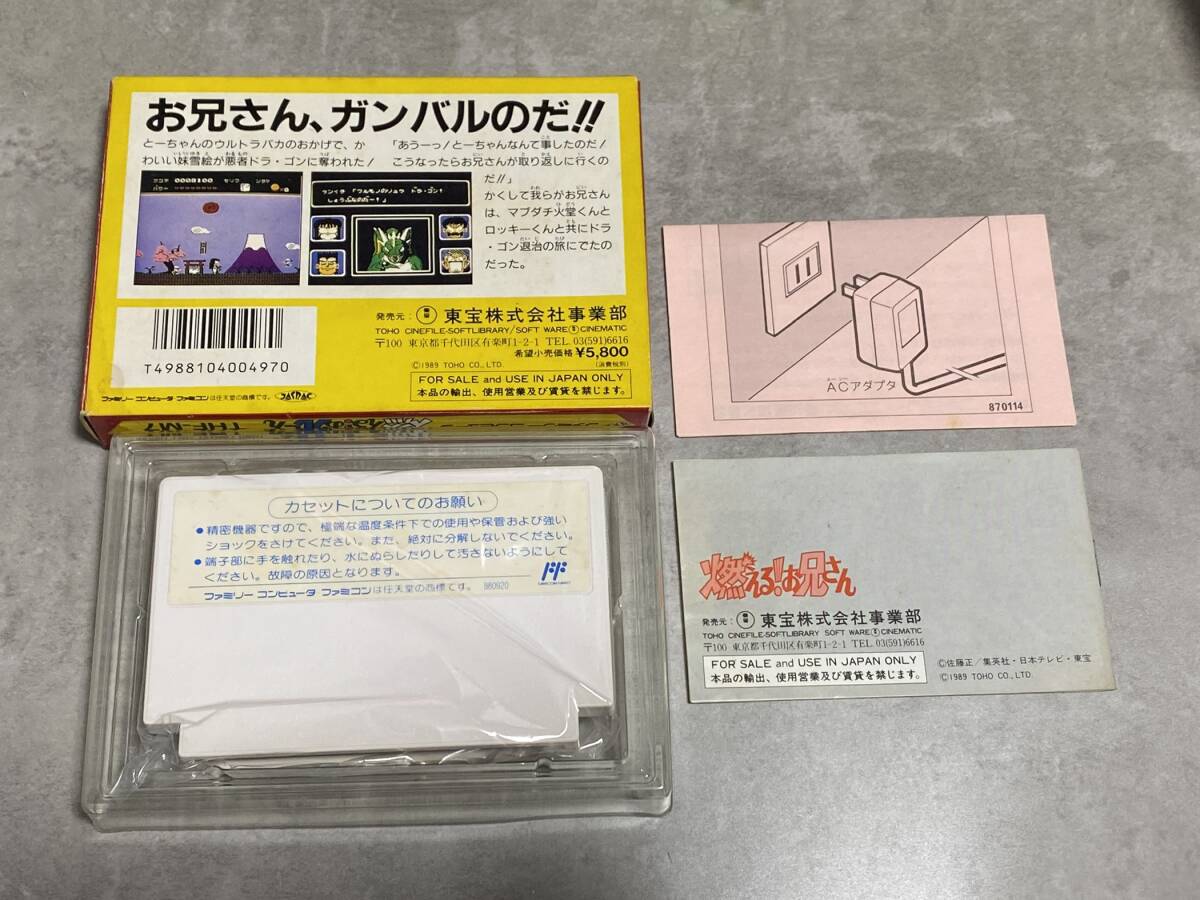 お兄さん、ガンバルのだ!!
とーちゃんのウルトラバカのおかげで、か
わいい妹雪絵が悪者ドラ・ゴンに奪われた!
「あうーっ!とーちゃんなんて事したのだ!
こうなったらお兄さんが取り返しに行くの
だ!!」
かくして我らがお兄さん
は、マブダチ火堂くんと
ロッキーくんと共にドラ
・ゴン退治の旅にでたの
だった。
発売元: 東宝株式会社事業部
TOHO CINEFILE-SOFTLIBRARY/SOFT WARE CINEMATIC
〒100 東京都千代田区有楽町1-2-1 TEL. 03(591)6616
希望小売価格 ¥5,800
(消費税別)
©1989 TOHO CO., LTD.
FOR SALE and USE IN JAPAN ONLY
本品の輸出、使用営業及び賃貸を禁じます。
T4988104004970
ファミリーコンピュータ・ファミコンは任天堂の商標です。
カセットについてのお願い
●精密機器ですので、極端な温度条件下での使用や保管および強い
ショックをさけてください。また、絶対に分解しないでください。
●端子部に手を触れたり、水にぬらしたりして汚さないようにして
ください。故障の原因となります。
ファミリーコンピュータ・ファミコンは任天堂の商標です。 880920
ACアダプタ
870114
燃える!お兄さん
発売元: 東宝株式会社事業部
TOHO CINEFILE-SOFTLIBRARY SOFT WARE CINEMATIC
〒100 東京都千代田区有楽町1-2-1 TEL 03(591)6616
FOR SALE and USE IN JAPAN ONLY
本品の輸出、使用営業及び賃貸を禁じます。
©佐藤正/集英社・日本テレビ・東宝
©1989 TOHO CO., LTD.